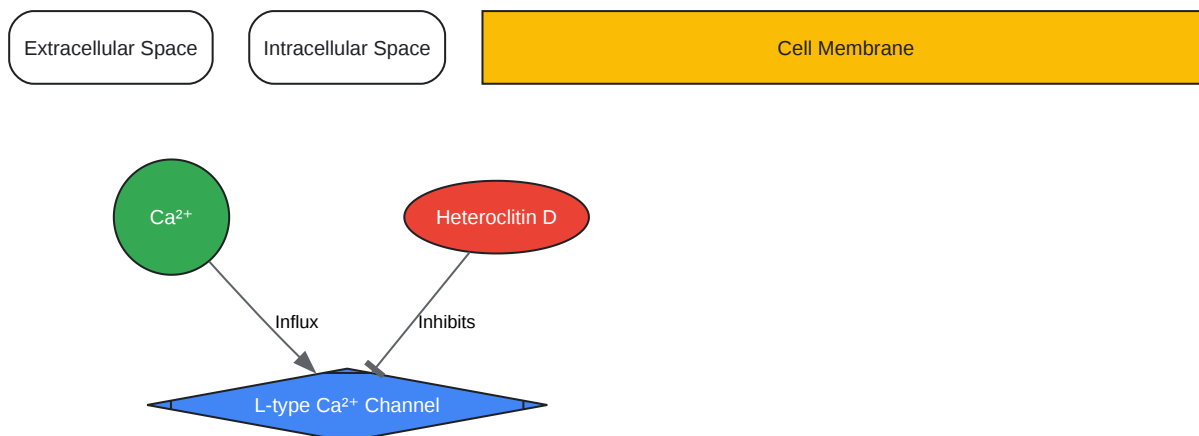 Extracellular Space
Intracellular Space
Cell Membrane
Ca²⁺
Heteroclitin D
Influx
Inhibits
L-type Ca²⁺ Channel